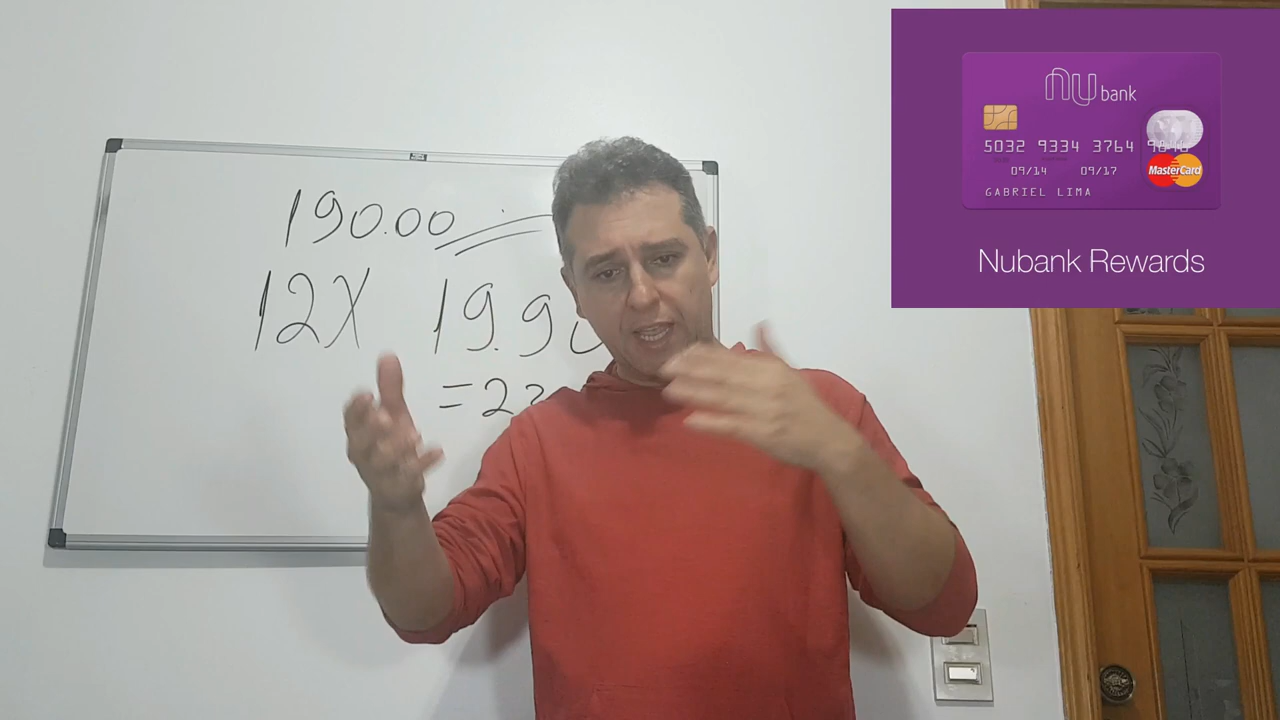 190.00
12X 19.9
= 23
nu bank
5032 9334 3764
09/14 09/17
MasterCard
GABRIEL LIMA
Nubank Rewards